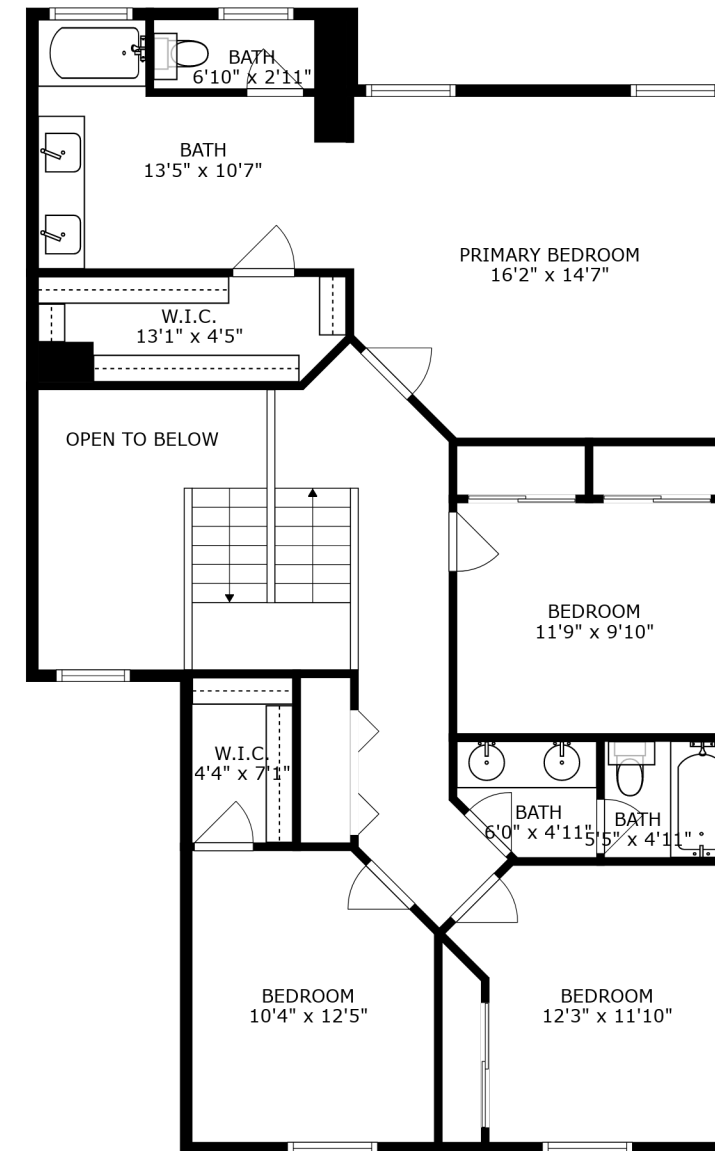 BATH
6'10" x 2'11"
BATH
13'5" x 10'7"
PRIMARY BEDROOM
16'2" x 14'7"
W.I.C.
13'1" x 4'5"
OPEN TO BELOW
BEDROOM
11'9" x 9'10"
W.I.C.
4'4" x 7'1"
BATH
6'0" x 4'11"
BATH
5'5" x 4'11"
BEDROOM
10'4" x 12'5"
BEDROOM
12'3" x 11'10"